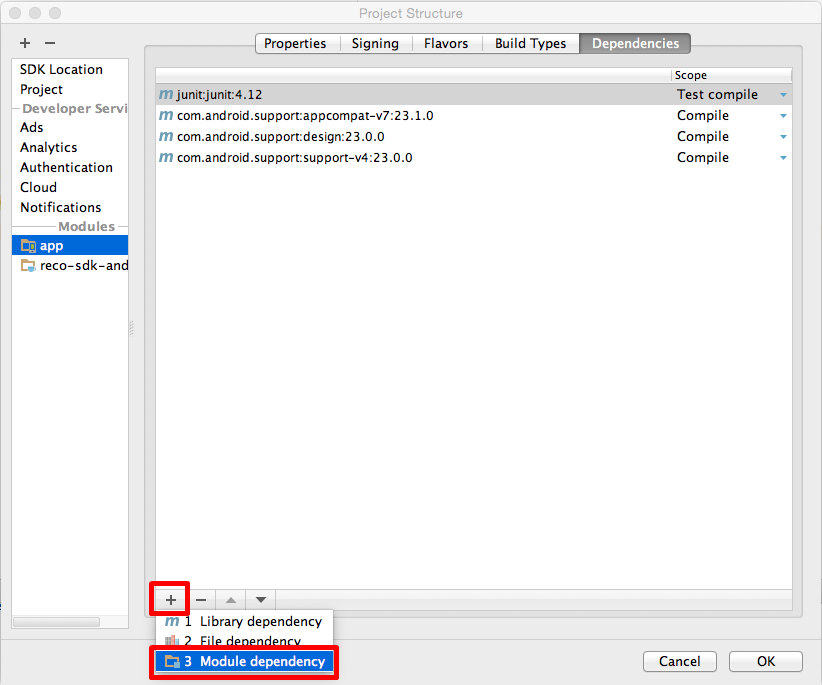 Project Structure
+ −
SDK Location
Project
Developer Servi
Ads
Analytics
Authentication
Cloud
Notifications
Modules
app
reco-sdk-and
Properties Signing Flavors Build Types Dependencies
Scope
m junit:junit:4.12 Test compile
m com.android.support:appcompat-v7:23.1.0 Compile
m com.android.support:design:23.0.0 Compile
m com.android.support:support-v4:23.0.0 Compile
+ −
m 1 Library dependency
2 File dependency
3 Module dependency
Cancel OK